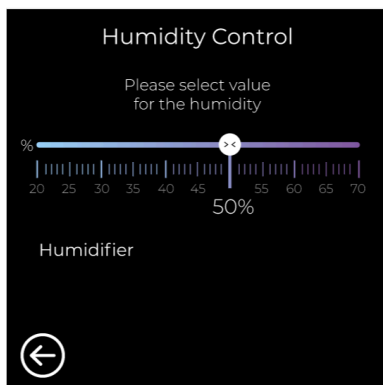 Humidity Control
Please select value
for the humidity
%
20 25 30 35 40 45 55 60 65 70
50%
Humidifier